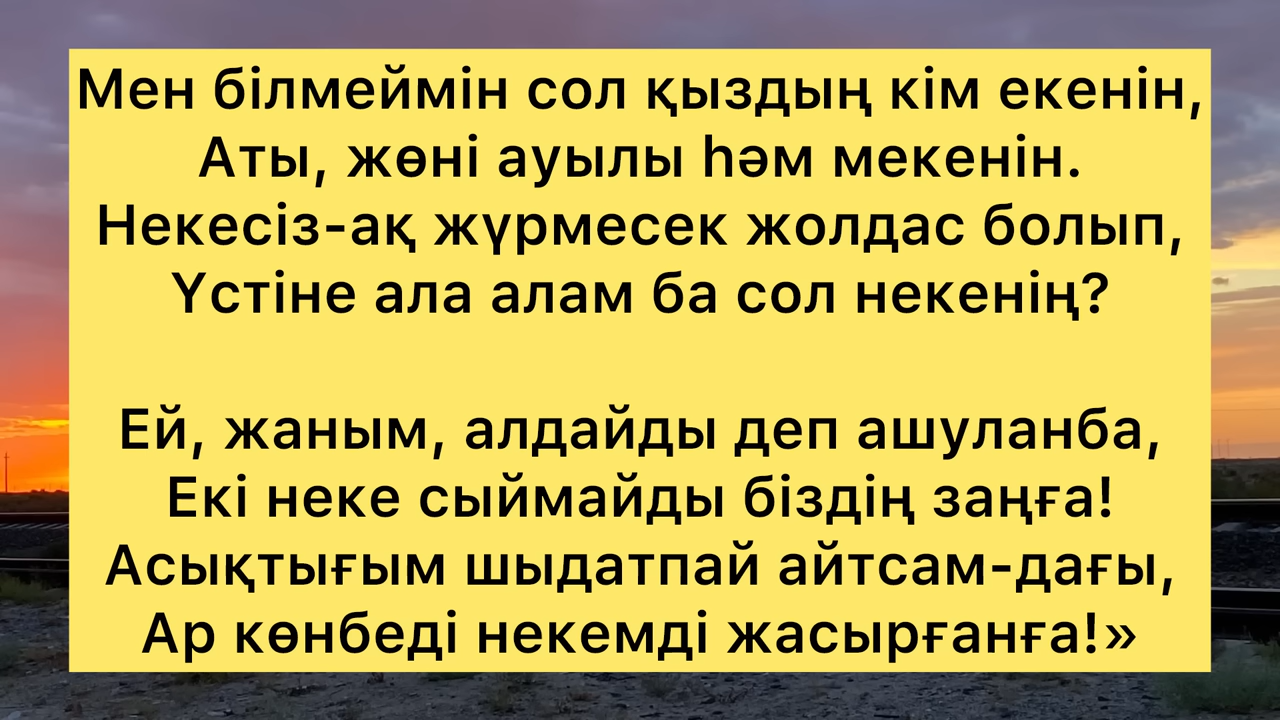 Мен білмеймін сол қыздың кім екенін,
Аты, жөні ауылы һәм мекенін.
Некесіз-ақ жүрмесек жолдас болып,
Үстіне ала алам ба сол некенің?
Ей, жаным, алдайды деп ашуланба,
Екі неке сыймайды біздің заңға!
Асықтығым шыдатпай айтсам-дағы,
Ар көнбеді некемді жасырғанға!»